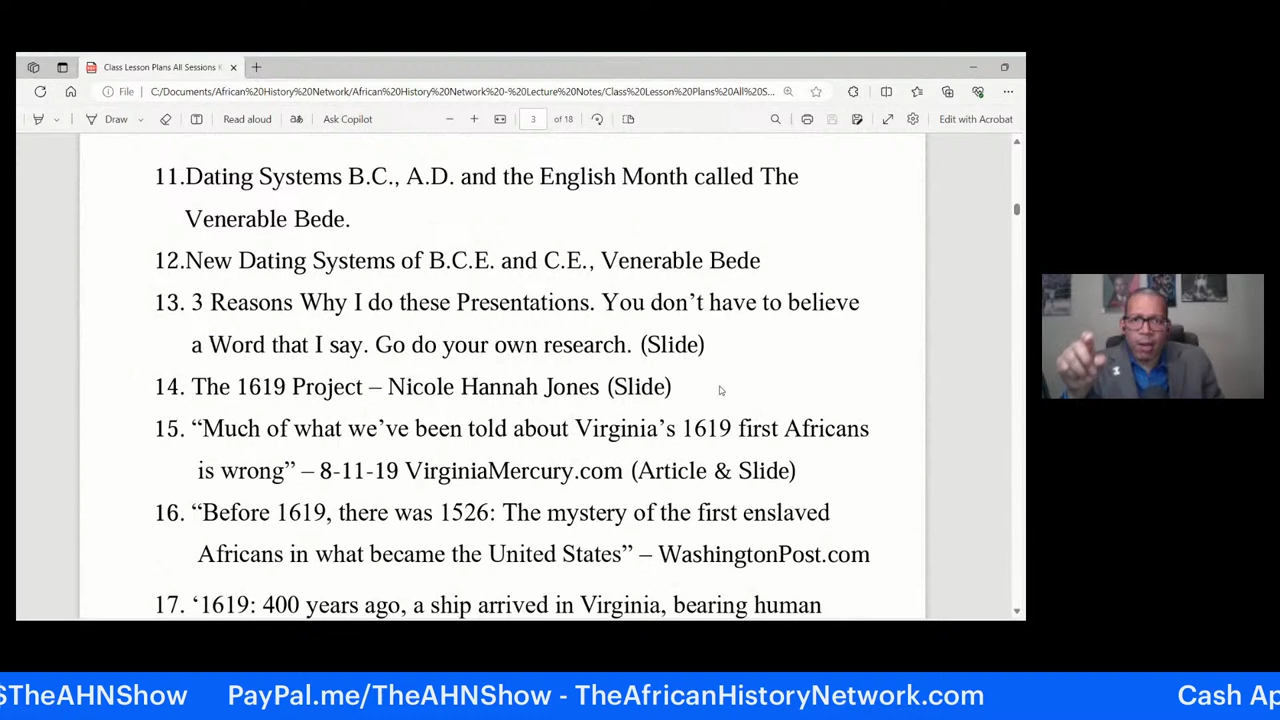 Class Lesson Plans All Sessions K
File
C:/Documents/African%20History%20Network/African%20History%20Network%20-%20Lecture%20Notes/Class%20Lesson%20Plans%20All%20S...
Draw
Read aloud
Ask Copilot
3
of 18
Edit with Acrobat
11.Dating Systems B.C., A.D. and the English Month called The
Venerable Bede.
12.New Dating Systems of B.C.E. and C.E., Venerable Bede
13. 3 Reasons Why I do these Presentations. You don’t have to believe
a Word that I say. Go do your own research. (Slide)
14. The 1619 Project – Nicole Hannah Jones (Slide)
15. “Much of what we’ve been told about Virginia’s 1619 first Africans
is wrong” – 8-11-19 VirginiaMercury.com (Article & Slide)
16. “Before 1619, there was 1526: The mystery of the first enslaved
Africans in what became the United States” – WashingtonPost.com
17. ‘1619: 400 years ago, a ship arrived in Virginia, bearing human
$TheAHNShow PayPal.me/TheAHNShow - TheAfricanHistoryNetwork.com Cash Ap